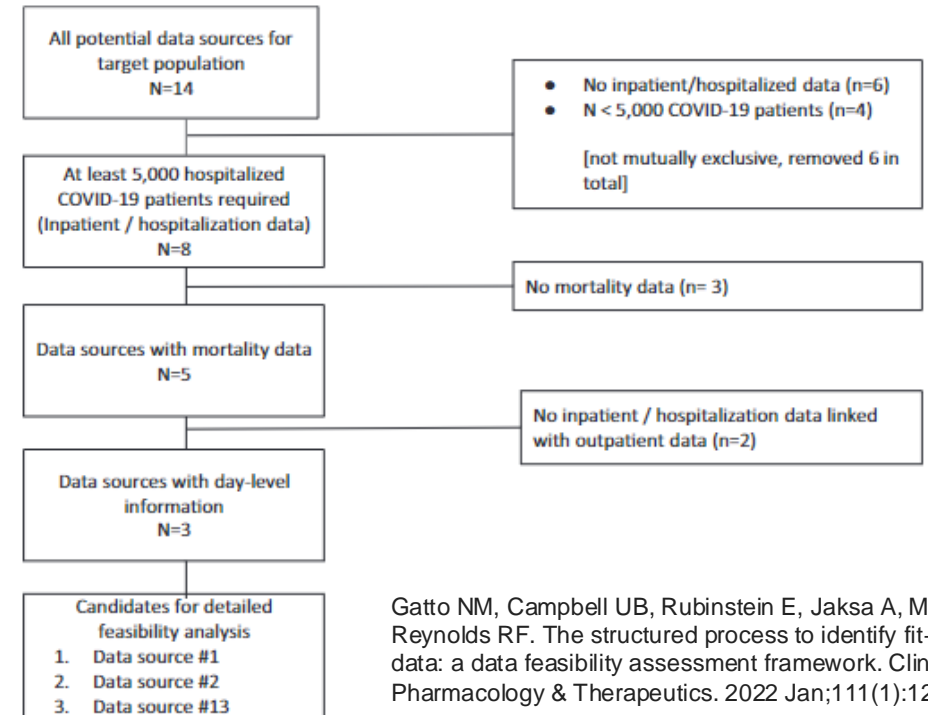 All potential data sources for
target population
N=14
● No inpatient/hospitalized data (n=6)
● N < 5,000 COVID-19 patients (n=4)
[not mutually exclusive, removed 6 in
total]
At least 5,000 hospitalized
COVID-19 patients required
(Inpatient / hospitalization data)
N=8
No mortality data (n= 3)
Data sources with mortality data
N=5
No inpatient / hospitalization data linked
with outpatient data (n=2)
Data sources with day-level
information
N=3
Candidates for detailed
feasibility analysis
1. Data source #1
2. Data source #2
3. Data source #13
Gatto NM, Campbell UB, Rubinstein E, Jaksa A, M
Reynolds RF. The structured process to identify fit-
data: a data feasibility assessment framework. Clin
Pharmacology & Therapeutics. 2022 Jan;111(1):12